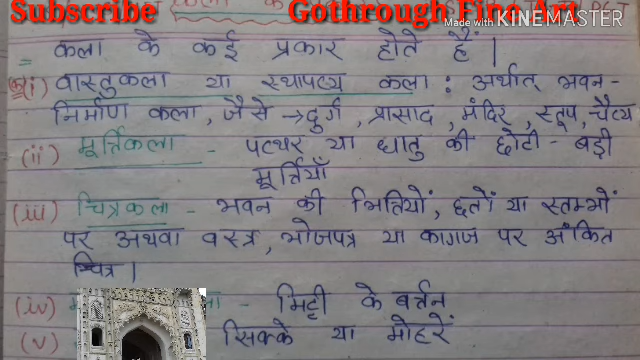 Subscribe Gothrough Fine Art
Made with KINEMASTER
कला के कई प्रकार होते हैं।
(i) वास्तुकला या स्थापत्य कला : अर्थात् भवन-
निर्माण कला, जैसे → दुर्ग, प्रासाद, मंदिर, स्तूप, चैत्य
(ii) मूर्तिकला - पत्थर या धातु की छोटी - बड़ी
मूर्तियाँ
(iii) चित्रकला - भवन की भित्तियों, छतों या स्तम्भों
पर अथवा वस्त्र, भोजपत्र या कागज पर अंकित
चित्र।
(iv) - मिट्टी के बर्तन
(v) सिक्के या मोहरें